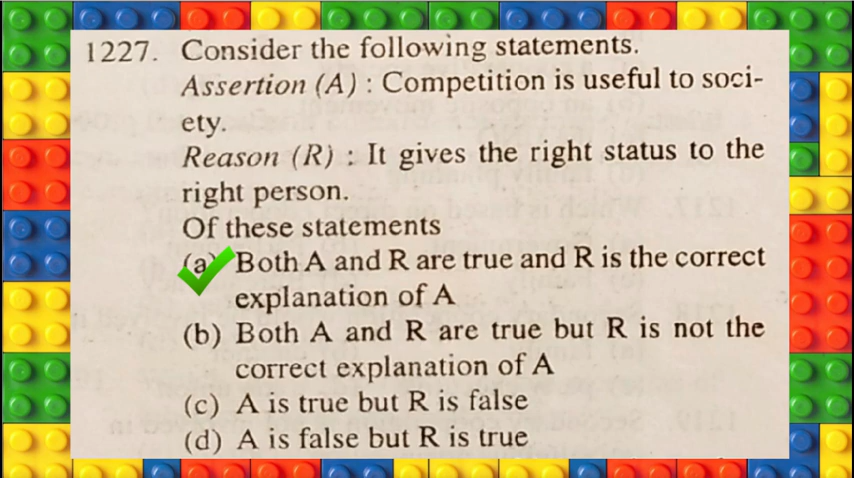 1227. Consider the following statements.
Assertion (A) : Competition is useful to soci-
ety.
Reason (R) : It gives the right status to the
right person.
Of these statements
(a) Both A and R are true and R is the correct
explanation of A
(b) Both A and R are true but R is not the
correct explanation of A
(c) A is true but R is false
(d) A is false but R is true